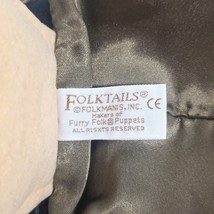 FOLKTAILS®
©FOLKMANIS, INC. CE
Makers of
Furry Folk® Puppets
ALL RIGHTS RESERVED